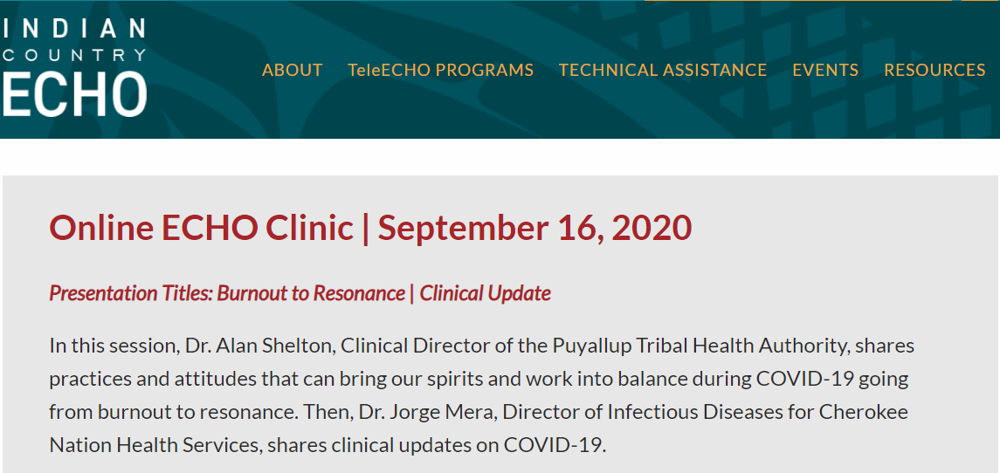 INDIAN
COUNTRY
ECHO
ABOUT TeleECHO PROGRAMS TECHNICAL ASSISTANCE EVENTS RESOURCES
Online ECHO Clinic | September 16, 2020
Presentation Titles: Burnout to Resonance | Clinical Update
In this session, Dr. Alan Shelton, Clinical Director of the Puyallup Tribal Health Authority, shares
practices and attitudes that can bring our spirits and work into balance during COVID-19 going
from burnout to resonance. Then, Dr. Jorge Mera, Director of Infectious Diseases for Cherokee
Nation Health Services, shares clinical updates on COVID-19.